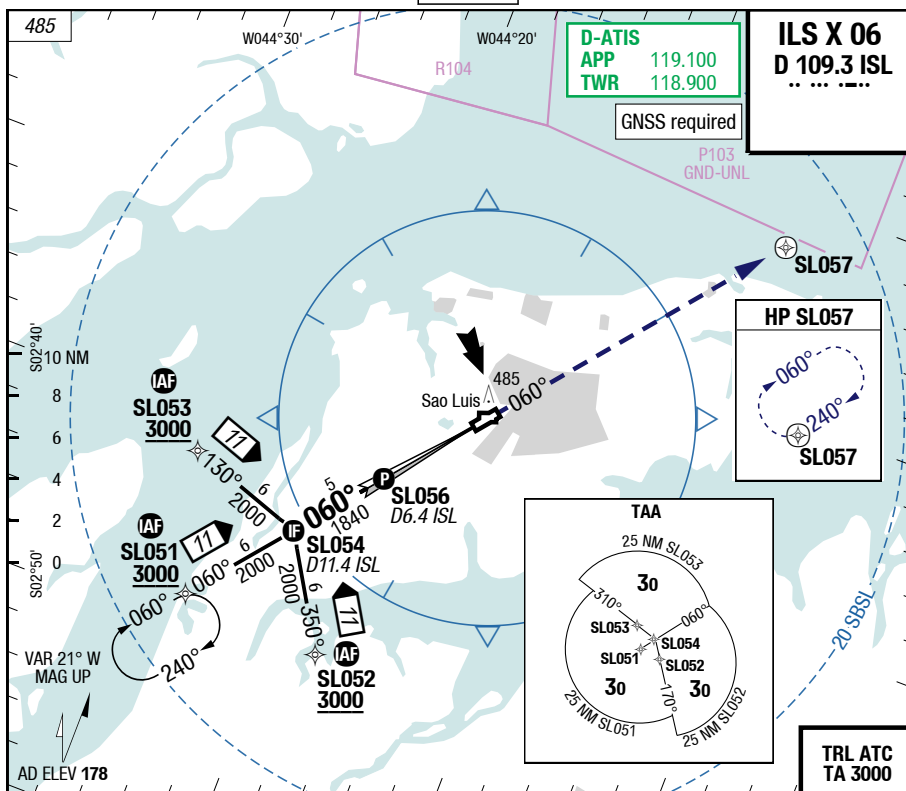 485
W044°30'
W044°20'
R104
D-ATIS
APP 119.100
TWR 118.900
GNSS required
ILS X 06
D 109.3 ISL
P103
GND-UNL
SL057
HP SL057
060°
240°
SL057
S02°40'
10 NM
8
6
4
2
0
S02°50'
IAF
SL053
3000
11
130°
6
2000
485
Sao Luis
060°
P
SL056
D6.4 ISL
5
060°
1840
IF
SL054
D11.4 ISL
IAF
SL051
3000
11
060°
6
2000
060°
240°
6
2000
350°
11
IAF
SL052
3000
VAR 21° W
MAG UP
AD ELEV 178
TAA
25 NM SL053
30
310°
060°
SL053
SL054
SL051
SL052
30
170°
30
25 NM SL051
25 NM SL052
20 SBSL
TRL ATC
TA 3000